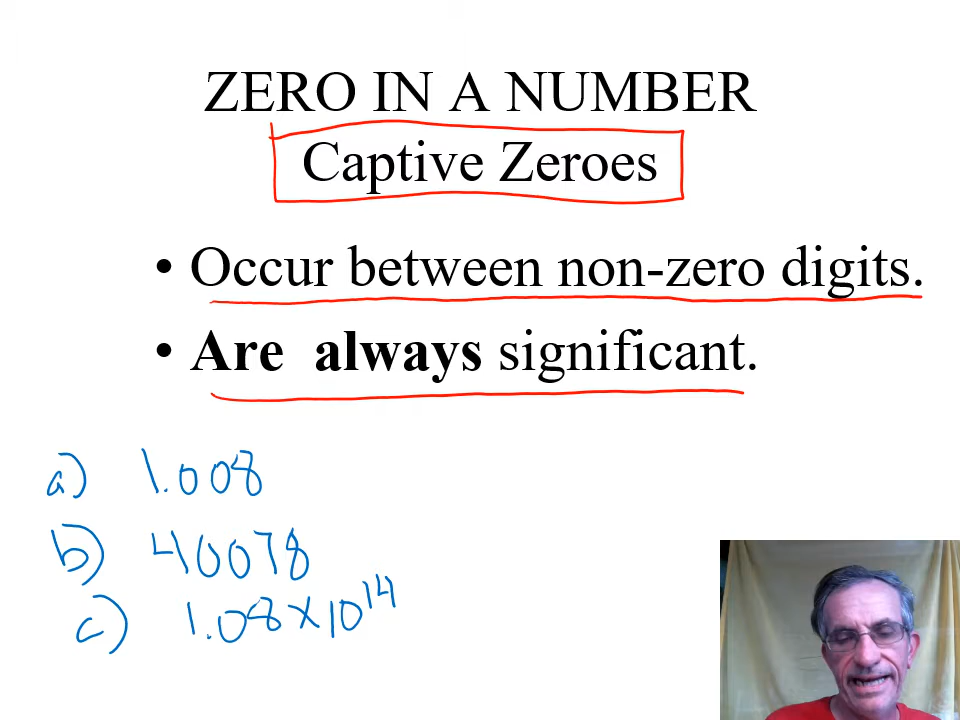 ZERO IN A NUMBER
Captive Zeroes
• Occur between non-zero digits.
• Are always significant.
a) 1.008
b) 40078
c) 1.08 × 10¹⁴